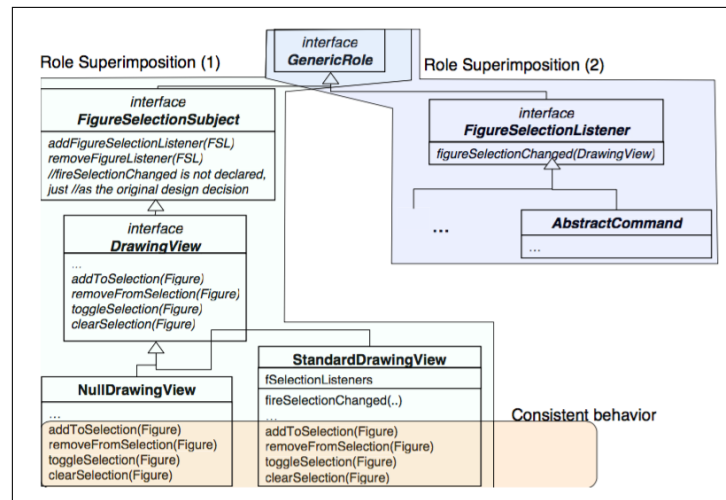 interface
GenericRole
Role Superimposition (1)
Role Superimposition (2)
interface
FigureSelectionSubject
addFigureSelectionListener(FSL)
removeFigureListener(FSL)
//fireSelectionChanged is not declared,
just //as the original design decision
interface
FigureSelectionListener
figureSelectionChanged(DrawingView)
...
AbstractCommand
...
interface
DrawingView
...
addToSelection(Figure)
removeFromSelection(Figure)
toggleSelection(Figure)
clearSelection(Figure)
NullDrawingView
...
addToSelection(Figure)
removeFromSelection(Figure)
toggleSelection(Figure)
clearSelection(Figure)
StandardDrawingView
fSelectionListeners
fireSelectionChanged(..)
...
addToSelection(Figure)
removeFromSelection(Figure)
toggleSelection(Figure)
clearSelection(Figure)
Consistent behavior